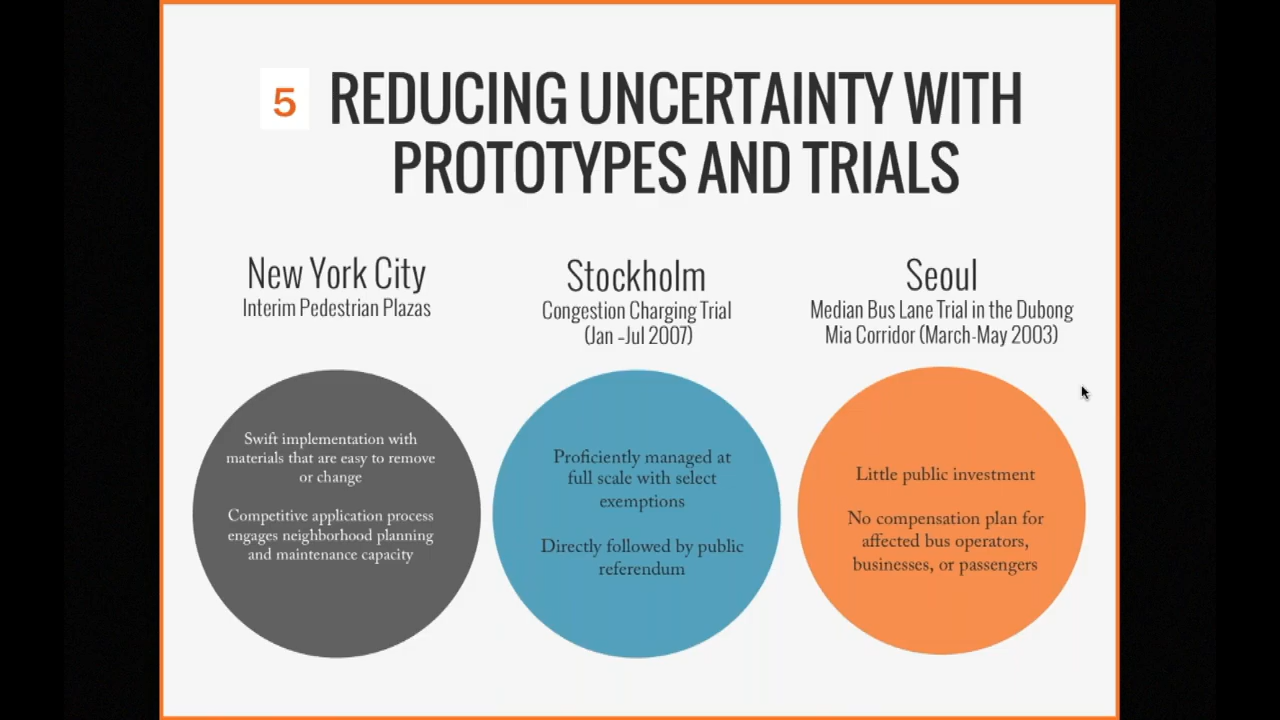 5 REDUCING UNCERTAINTY WITH
PROTOTYPES AND TRIALS
New York City
Interim Pedestrian Plazas
Swift implementation with
materials that are easy to remove
or change
Competitive application process
engages neighborhood planning
and maintenance capacity
Stockholm
Congestion Charging Trial
(Jan –Jul 2007)
Proficiently managed at
full scale with select
exemptions
Directly followed by public
referendum
Seoul
Median Bus Lane Trial in the Dubong
Mia Corridor (March-May 2003)
Little public investment
No compensation plan for
affected bus operators,
businesses, or passengers